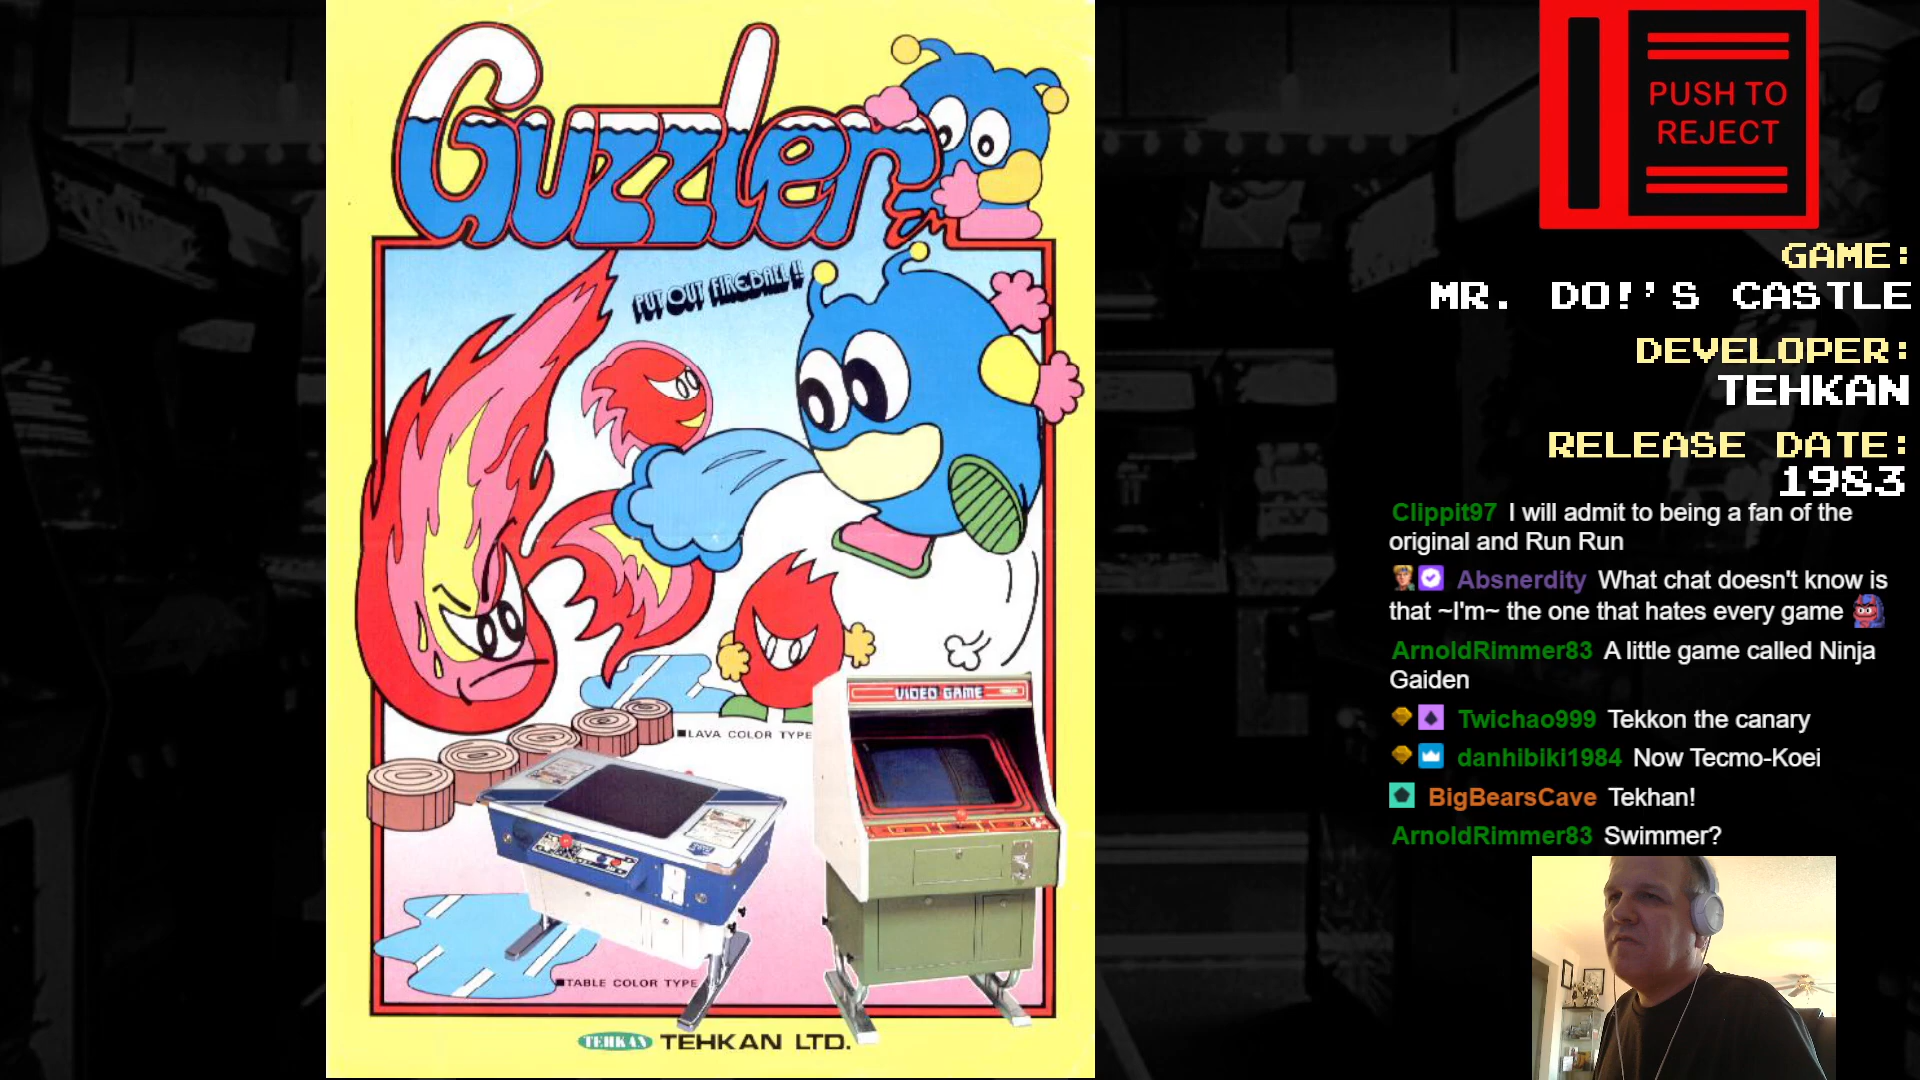 Guzzler
PUT OUT FIREBALL!!
VIDEO GAME
■LAVA COLOR TYPE
■TABLE COLOR TYPE
TEHKAN TEHKAN LTD.
PUSH TO
REJECT
GAME:
MR. DO!'S CASTLE
DEVELOPER:
TEHKAN
RELEASE DATE:
1983
Clippit97 I will admit to being a fan of the
original and Run Run
Absnerdity What chat doesn't know is
that ~I'm~ the one that hates every game
ArnoldRimmer83 A little game called Ninja
Gaiden
Twichao999 Tekkon the canary
danhibiki1984 Now Tecmo-Koei
BigBearsCave Tekhan!
ArnoldRimmer83 Swimmer?